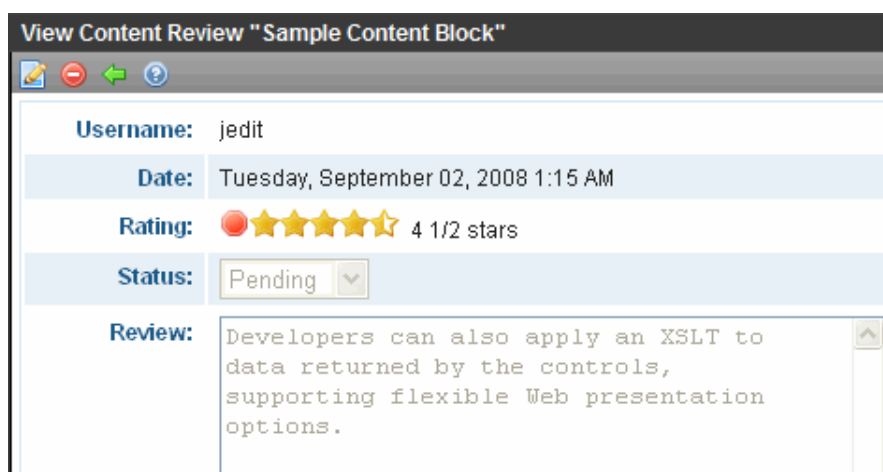 View Content Review "Sample Content Block"
Username: jedit
Date: Tuesday, September 02, 2008 1:15 AM
Rating: 4 1/2 stars
Status: Pending
Review: Developers can also apply an XSLT to
data returned by the controls,
supporting flexible Web presentation
options.